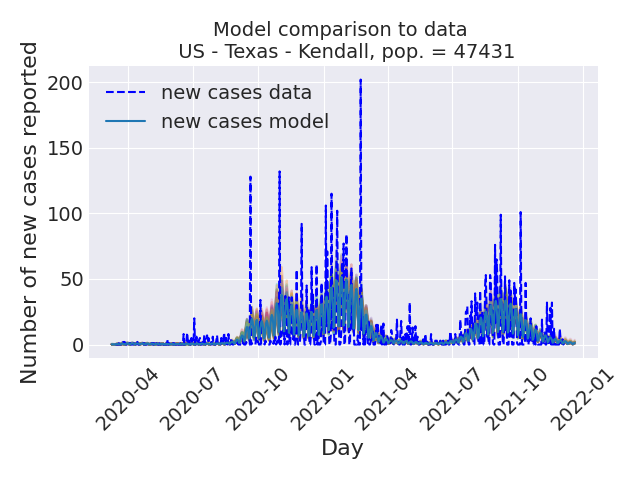 Model comparison to data
US - Texas - Kendall, pop. = 47431
Number of new cases reported
200
150
100
50
0
new cases data
new cases model
2020-04
2020-07
2020-10
2021-01
2021-04
2021-07
2021-10
2022-01
Day